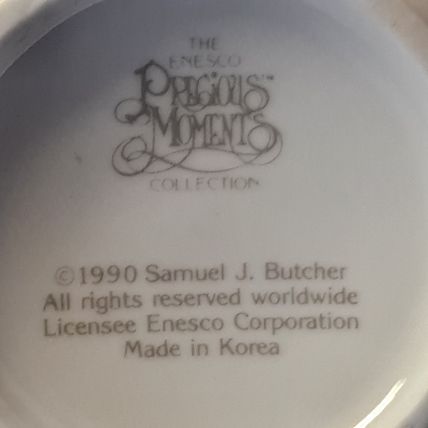 THE
ENESCO
PRECIOUS™
MOMENTS
COLLECTION
©1990 Samuel J. Butcher
All rights reserved worldwide
Licensee Enesco Corporation
Made in Korea